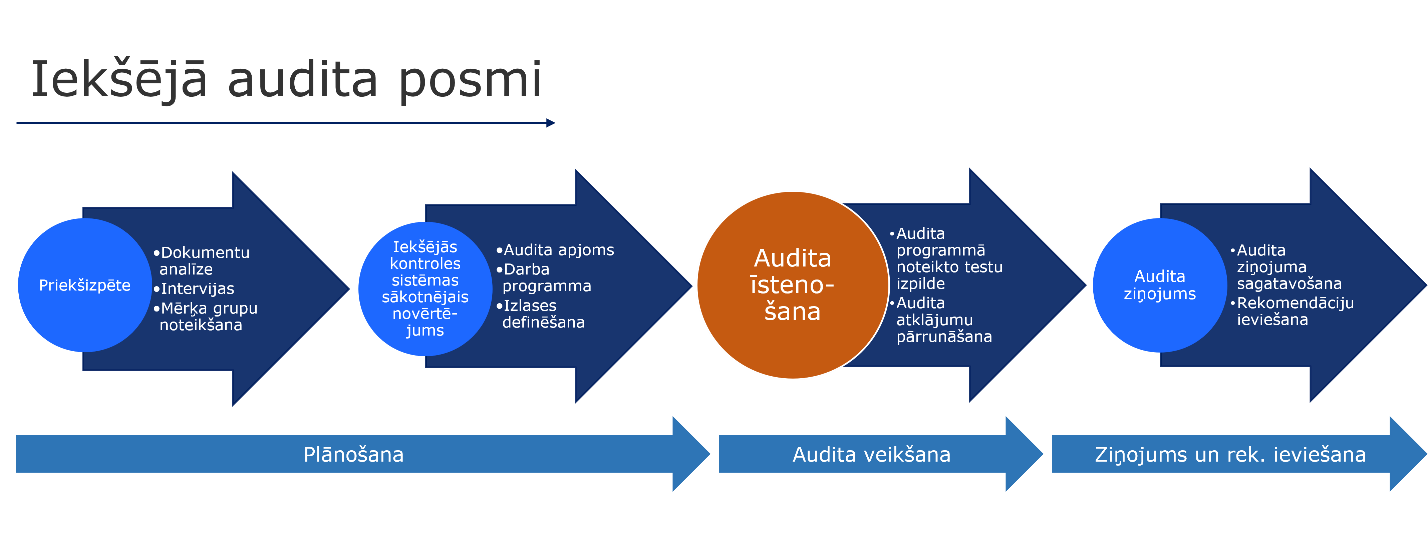 Iekšējā audita posmi
Priekšizpēte
•Dokumentu
analīze
•Intervijas
•Mērķa grupu
noteikšana
Iekšējās
kontroles
sistēmas
sākotnējais
novērtē-
jums
•Audita apjoms
•Darba
programma
•Izlases
definēšana
Audita
īsteno-
šana
•Audita
programmā
noteikto testu
izpilde
•Audita
atklājumu
pārrunāšana
Audita
ziņojums
•Audita
ziņojuma
sagatavošana
•Rekomendāciju
ieviešana
Plānošana
Audita veikšana
Ziņojums un rek. ieviešana